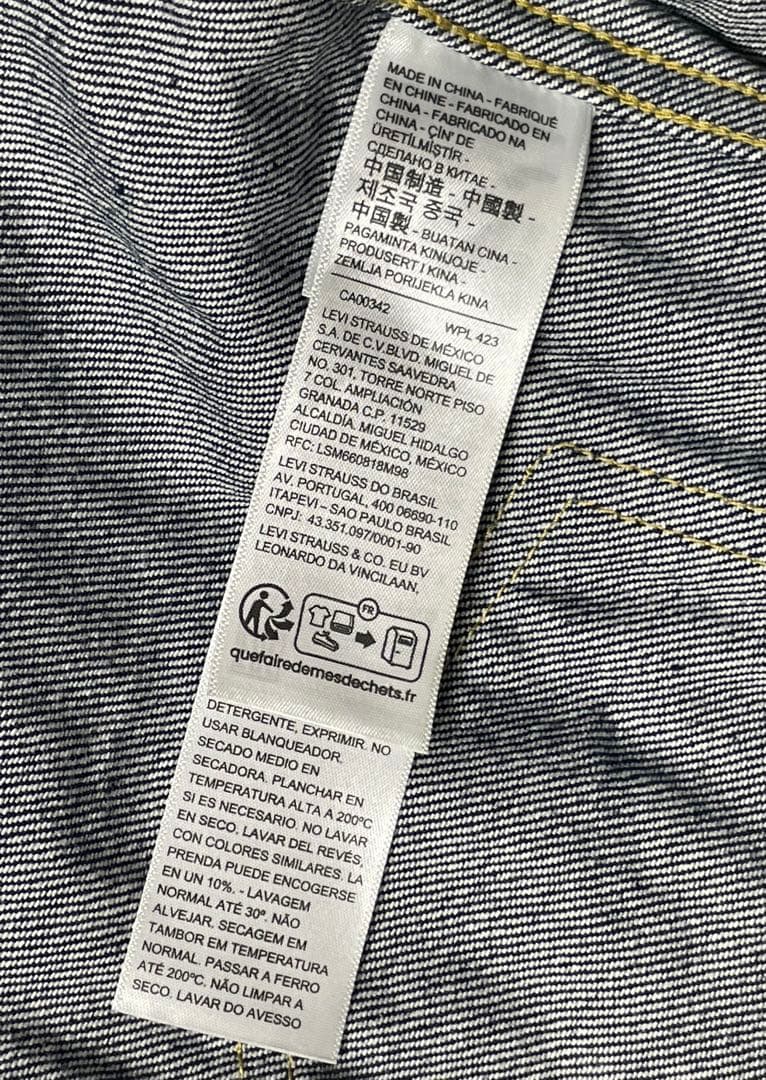 MADE IN CHINA - FABRIQUÉ
EN CHINE - FABRICADO EN
CHINA - FABRICADO NA
CHINA - ÇİN' DE
ÜRETİLMİŞTİR -
СДЕЛАНО В КИТАЕ -
中国制造 - 中國製 -
제조국 중국 -
中国製 - BUATAN CINA -
PAGAMINTA KINIJOJE -
PRODUSERT I KINA -
ZEMLJA PORIJEKLA KINA
CA00342 WPL 423
LEVI STRAUSS DE MÉXICO
S.A. DE C.V.BLVD. MIGUEL DE
CERVANTES SAAVEDRA
NO. 301, TORRE NORTE PISO
7 COL. AMPLIACIÓN
GRANADA C.P. 11529
ALCALDÍA. MIGUEL HIDALGO
CIUDAD DE MÉXICO, MÉXICO
RFC: LSM660818M98
LEVI STRAUSS DO BRASIL
AV. PORTUGAL, 400 06690-110
ITAPEVI – SAO PAULO BRASIL
CNPJ: 43.351.097/0001-90
LEVI STRAUSS & CO. EU BV
LEONARDO DA VINCILAAN,
FR
quefairedemesdechets.fr
DETERGENTE, EXPRIMIR. NO
USAR BLANQUEADOR.
SECADO MEDIO EN
SECADORA. PLANCHAR EN
TEMPERATURA ALTA A 200ºC
SI ES NECESARIO. NO LAVAR
EN SECO. LAVAR DEL REVÉS,
CON COLORES SIMILARES. LA
PRENDA PUEDE ENCOGERSE
EN UN 10%. - LAVAGEM
NORMAL ATÉ 30º. NÃO
ALVEJAR. SECAGEM EM
TAMBOR EM TEMPERATURA
NORMAL. PASSAR A FERRO
ATÉ 200ºC. NÃO LIMPAR A
SECO. LAVAR DO AVESSO